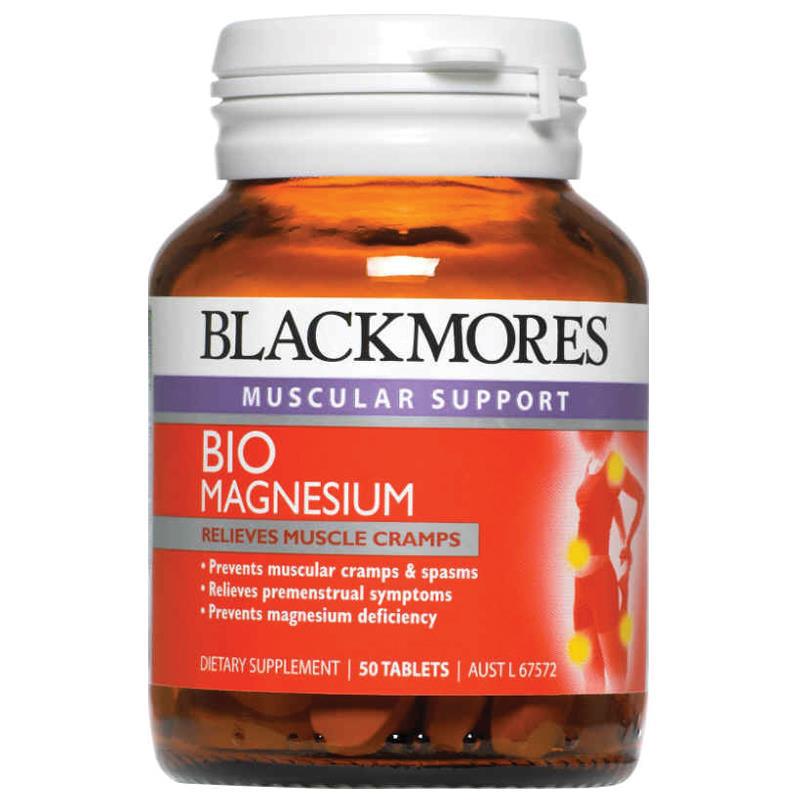 BLACKMORES
MUSCULAR SUPPORT
BIO
MAGNESIUM
RELIEVES MUSCLE CRAMPS
• Prevents muscular cramps & spasms
• Relieves premenstrual symptoms
• Prevents magnesium deficiency
DIETARY SUPPLEMENT | 50 TABLETS | AUST L 67572